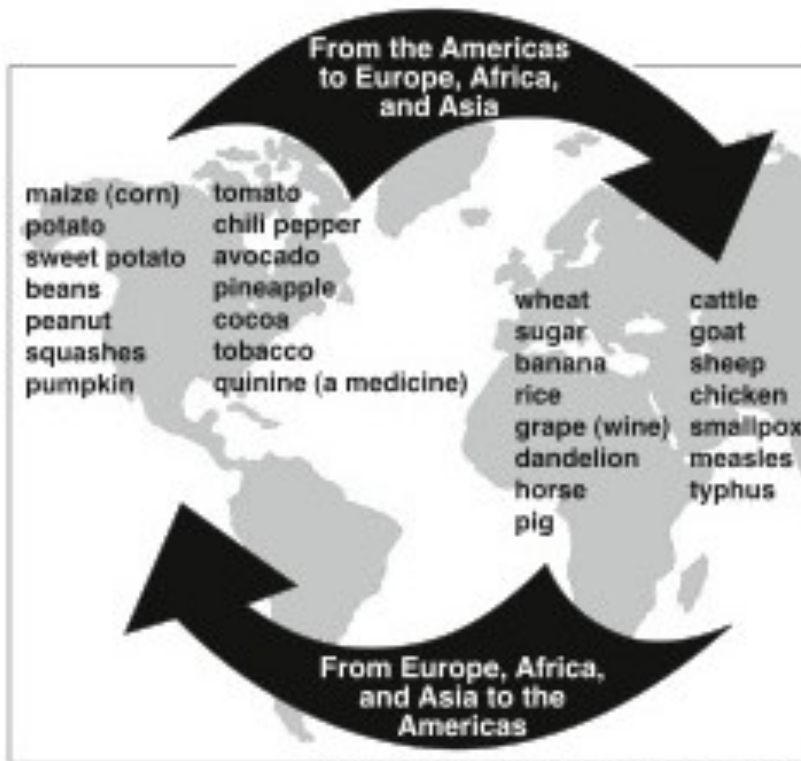 From the Americas
to Europe, Africa,
and Asia
maize (corn)
potato
sweet potato
beans
peanut
squashes
pumpkin
tomato
chili pepper
avocado
pineapple
cocoa
tobacco
quinine (a medicine)
wheat
sugar
banana
rice
grape (wine)
dandelion
horse
pig
cattle
goat
sheep
chicken
smallpox
measles
typhus
From Europe, Africa,
and Asia to the
Americas